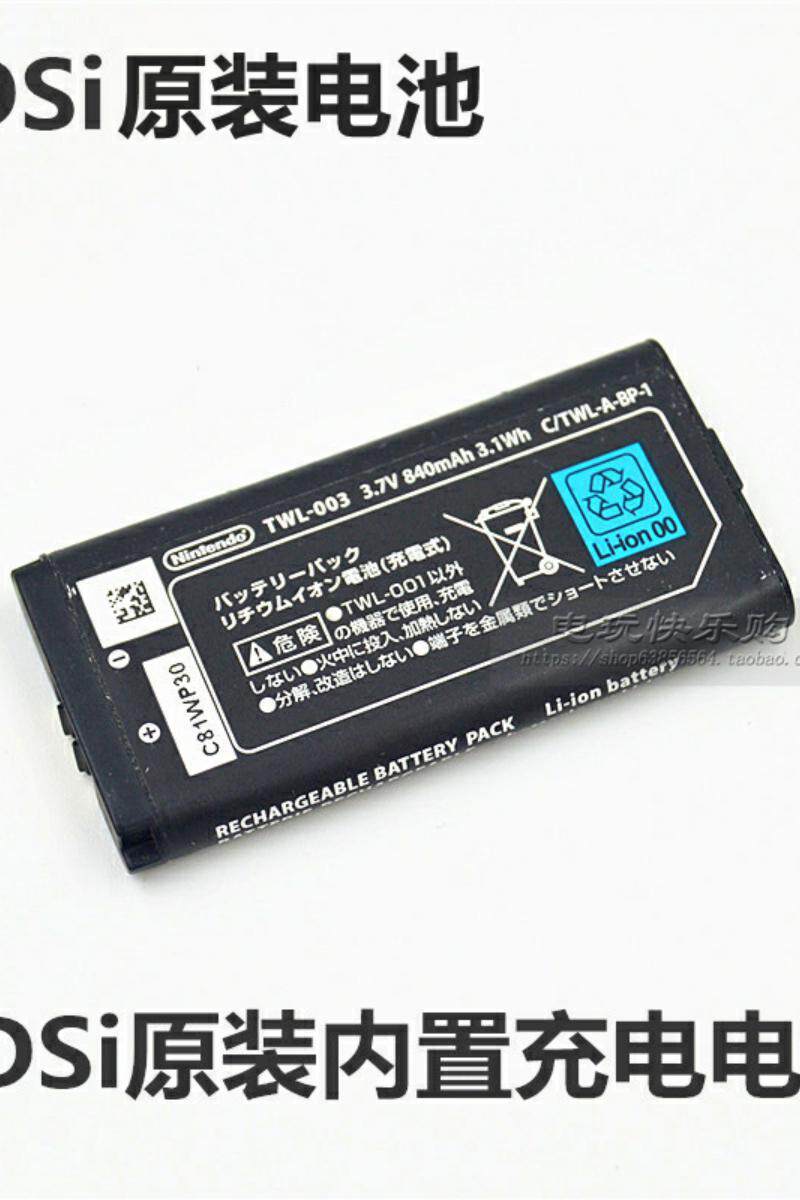 DSi原装电池
Nintendo TWL-003 3.7V 840mAh 3.1Wh C/TWL-A-BP-1
バッテリーパック
リチウムイオン電池(充電式)
危険 ●TWL-001以外
の機器で使用、充電
しない●火中に投入、加熱しない
●分解、改造はしない●端子を金属類でショートさせない
Li-ion 00
−
+
C81WP30
电玩快乐购
https://shop63856564.taobao.c
RECHARGEABLE BATTERY PACK Li-ion battery
DSi原装内置充电电